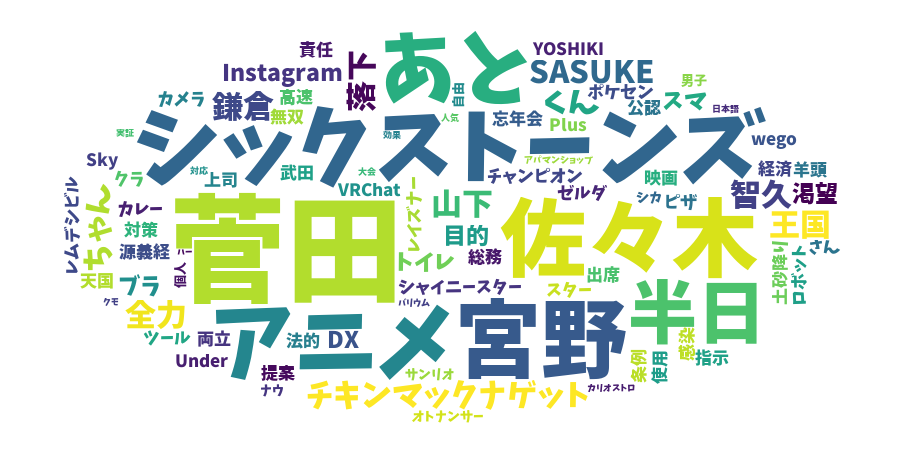 責任
あと
YOSHIKI
Instagram
落下
SASUKE
男子
カメラ
鎌倉
高速
自由
くん
ポケセン
スマ
公認
日本語
無双
人気
忘年会
Plus
実証
シックストーンズ
効果
wego
Sky
クラ
対応
上司
武田
大会
アパマンショップ
チャンピオン
映画
経済
羊頭
VRChat
ゼルダ
シカ
ピザ
智久
渇望
レムデシビル
ちゃん
カレー
菅田
レイズナー
山下
佐々木
王国
対策
源義経
目的
さん
天国
個人
バー
トイレ
総務
出席
土砂降り
ロボット
ブラ
シャイニースター
スター
クモ
バリウム
全力
アニメ
宮野
半日
ツール
両立
法的
DX
感染
指示
Under
提案
サンリオ
条例
使用
ナウ
チキンマックナゲット
カリオストロ
オトナンサー